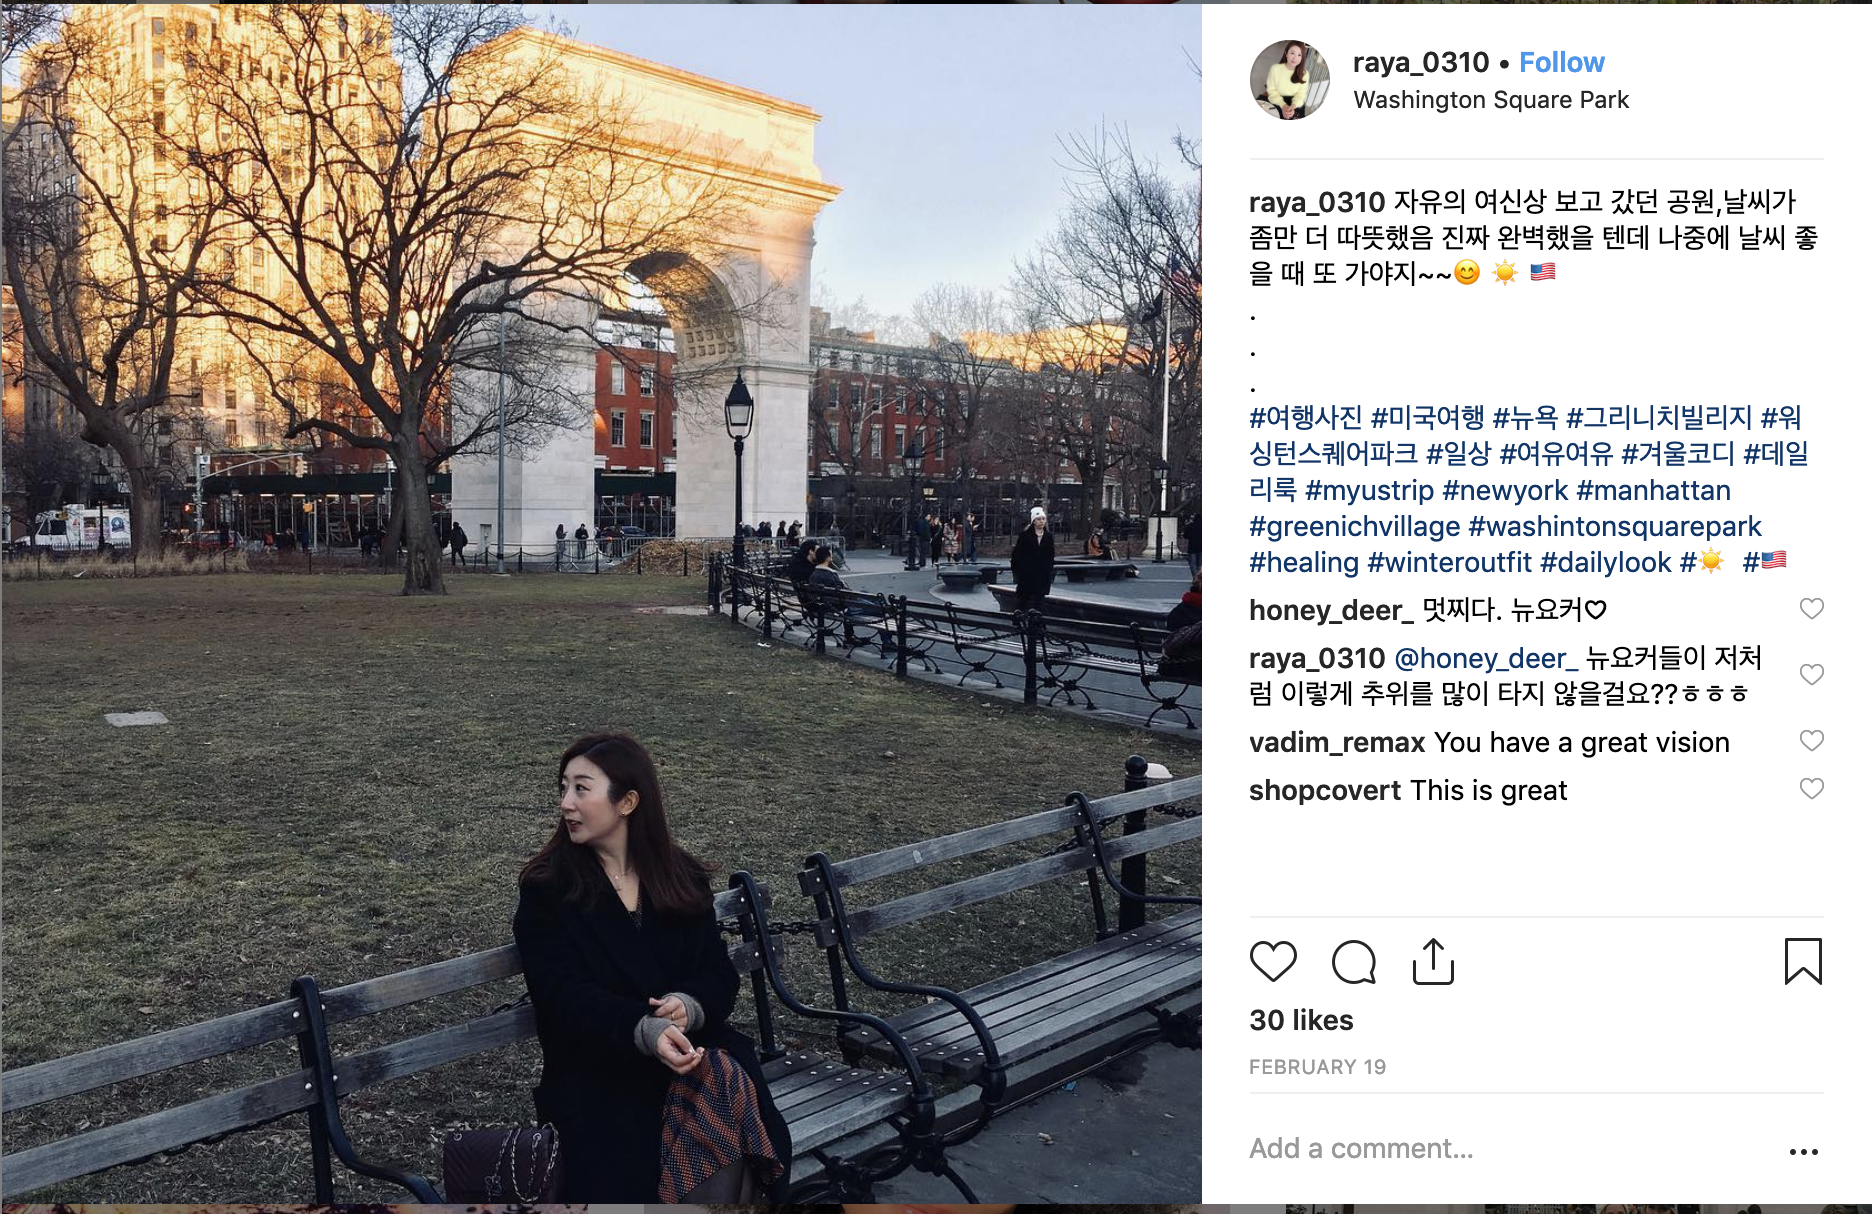 raya_0310 • Follow
Washington Square Park
raya_0310 자유의 여신상 보고 갔던 공원,날씨가
좀만 더 따뜻했음 진짜 완벽했을 텐데 나중에 날씨 좋
을 때 또 가야지~~😊 ☀️ 🇺🇸
.
.
.
#여행사진 #미국여행 #뉴욕 #그리니치빌리지 #워
싱턴스퀘어파크 #일상 #여유여유 #겨울코디 #데일
리룩 #myustrip #newyork #manhattan
#greenichvillage #washintonsquarepark
#healing #winteroutfit #dailylook #☀️ #🇺🇸
honey_deer_ 멋찌다. 뉴요커♡
raya_0310 @honey_deer_ 뉴요커들이 저처
럼 이렇게 추위를 많이 타지 않을걸요??ㅎㅎㅎ
vadim_remax You have a great vision
shopcovert This is great
30 likes
FEBRUARY 19
Add a comment...